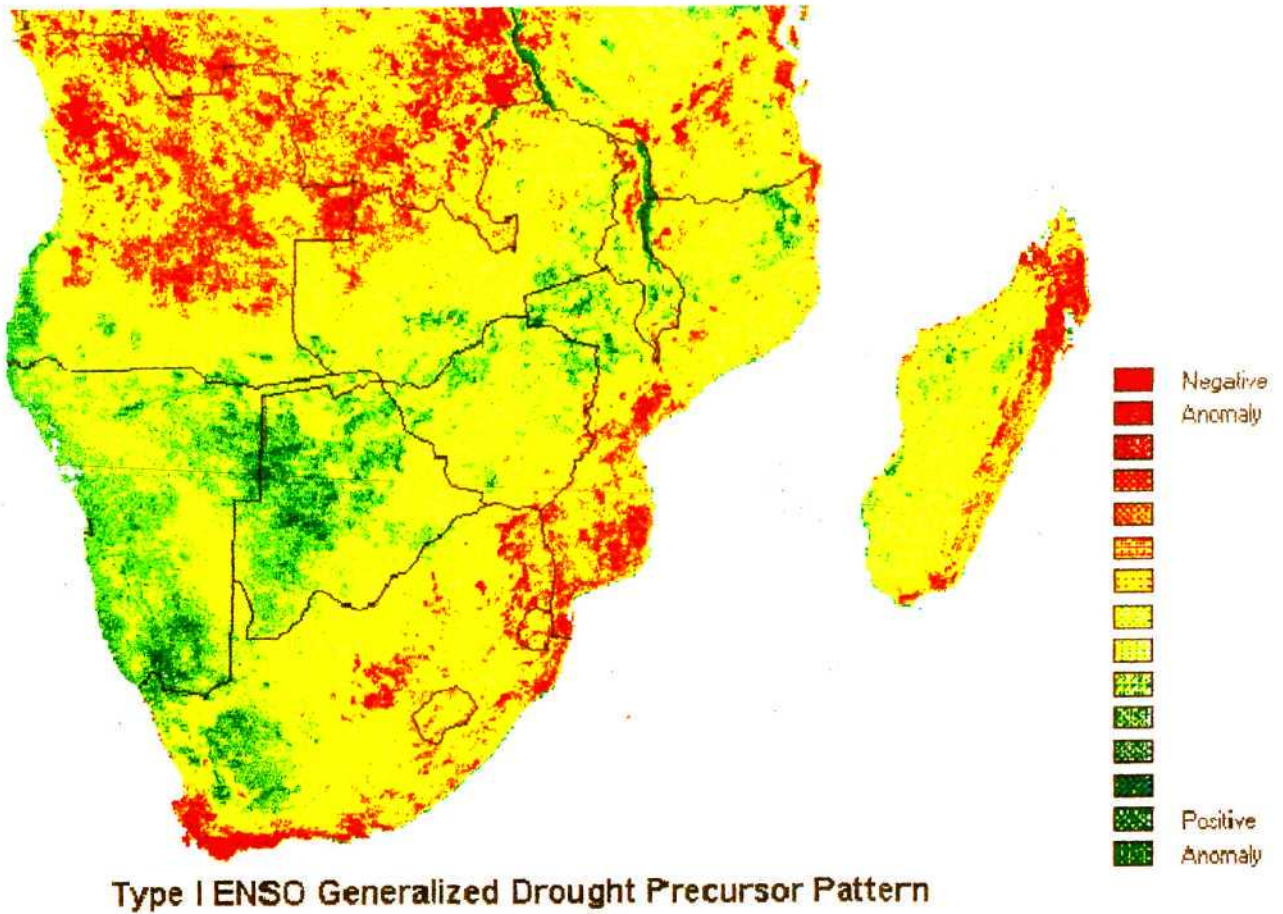 Negative
Anomaly
Positive
Anomaly
Type I ENSO Generalized Drought Precursor Pattern